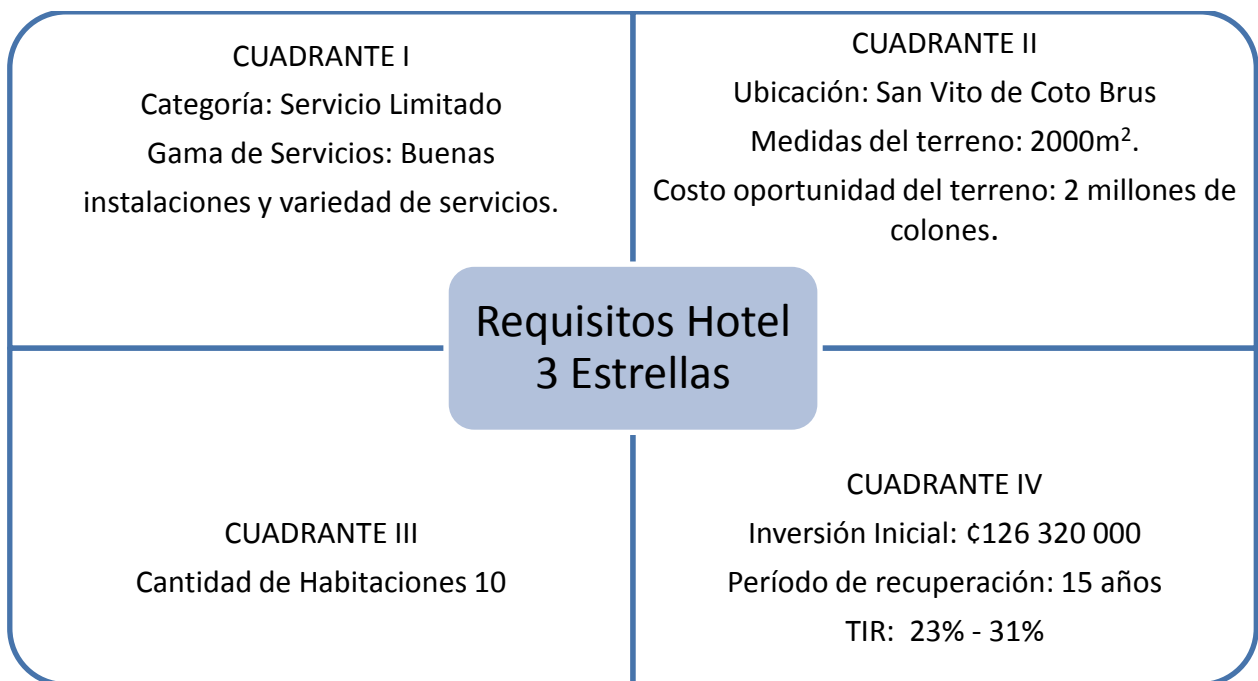 CUADRANTE I
Categoría: Servicio Limitado
Gama de Servicios: Buenas
instalaciones y variedad de servicios.
CUADRANTE II
Ubicación: San Vito de Coto Brus
Medidas del terreno: 2000m².
Costo oportunidad del terreno: 2 millones de
colones.
Requisitos Hotel
3 Estrellas
CUADRANTE III
Cantidad de Habitaciones 10
CUADRANTE IV
Inversión Inicial: ¢126 320 000
Período de recuperación: 15 años
TIR: 23% - 31%